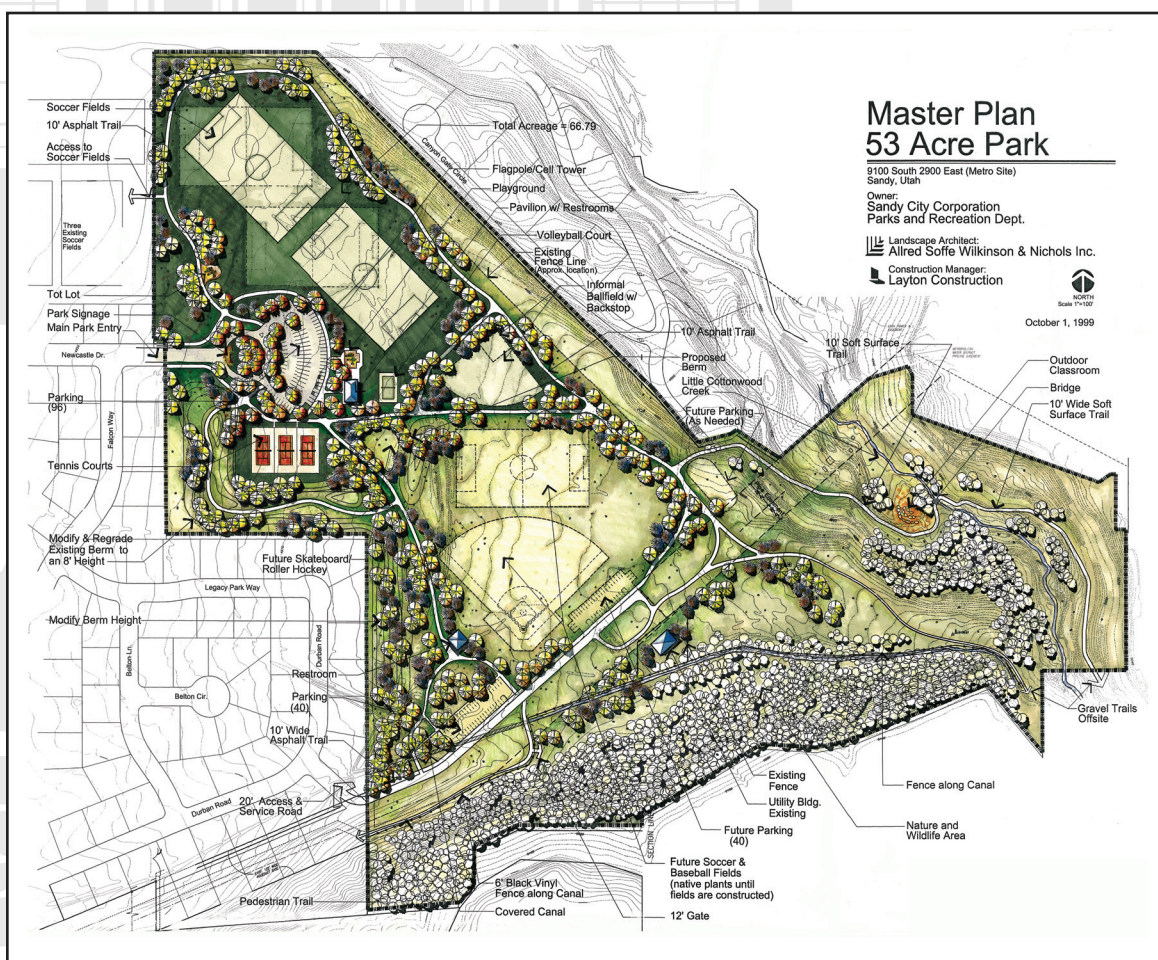 Master Plan
53 Acre Park
9100 South 2900 East (Metro Site)
Sandy, Utah
Owner:
Sandy City Corporation
Parks and Recreation Dept.
Landscape Architect:
Allred Soffe Wilkinson & Nichols Inc.
Construction Manager:
Layton Construction
NORTH
Scale 1"=100'
October 1, 1999
Soccer Fields
10' Asphalt Trail
Access to
Soccer Fields
Three
Existing
Soccer
Fields
Tot Lot
Park Signage
Main Park Entry
Newcastle Dr.
Parking
(96)
Falcon Way
Tennis Courts
Modify & Regrade
Existing Berm to
an 8' Height
Future Skateboard/
Roller Hockey
Legacy Park Way
Modify Berm Height
Belton Ln.
Durban Road
Belton Cir.
Restroom
Parking
(40)
10' Wide
Asphalt Trail
Durban Road
20' Access &
Service Road
Pedestrian Trail
Total Acreage = 66.79
Canyon Gate Circle
Flagpole/Cell Tower
Playground
Pavilion w/ Restrooms
Volleyball Court
Existing
Fence Line
(Approx. location)
Informal
Ballfield w/
Backstop
10' Asphalt Trail
Proposed
Berm
Little Cottonwood
Creek
Future Parking
(As Needed)
10' Soft Surface
Trail
Outdoor
Classroom
Bridge
10' Wide Soft
Surface Trail
Gravel Trails
Offsite
Fence along Canal
Existing
Fence
Utility Bldg.
Existing
Nature and
Wildlife Area
Future Parking
(40)
SECTION LINE
Future Soccer &
Baseball Fields
(native plants until
fields are constructed)
12' Gate
6' Black Vinyl
Fence along Canal
Covered Canal